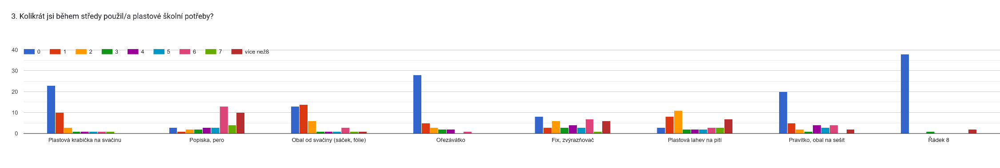 3. Kolikrát jsi během středy použil/a plastové školní potřeby?
40
0 1 2 3 4 5 6 7 více než8
30
20
10
0
Plastová krabička na svačinu Popiska, pero Obal od svačiny (sáček, fólie) Ořezávátko Fix, zvýrazňovač Plastová lahev na pití Pravítko, obal na sešit Řádek 8